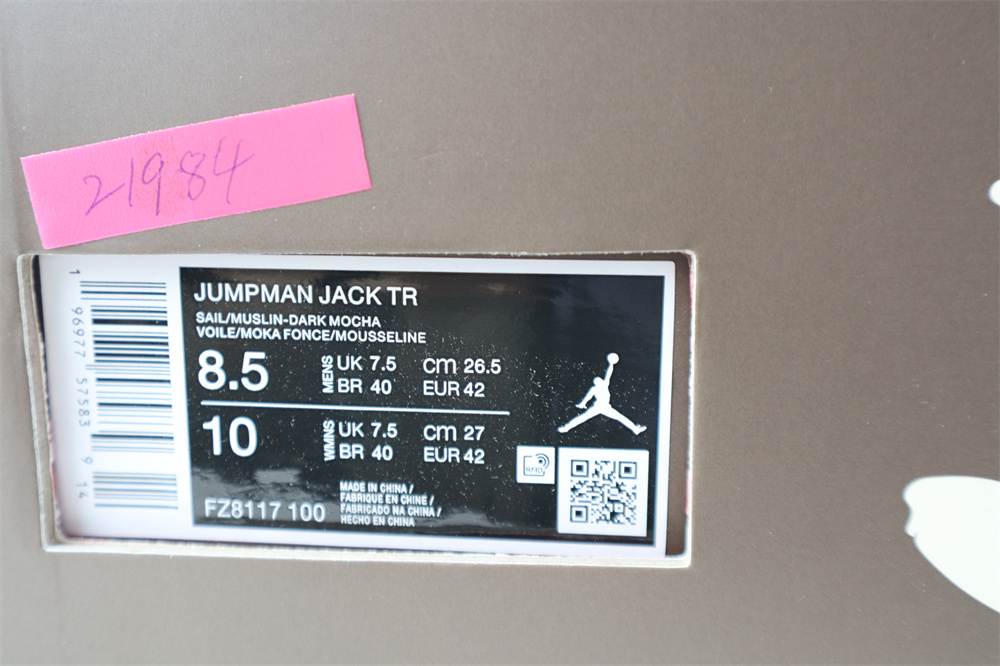 21984
JUMPMAN JACK TR
SAIL/MUSLIN-DARK MOCHA
VOILE/MOKA FONCE/MOUSSELINE
8.5 MENS UK 7.5 cm 26.5
BR 40 EUR 42
10 WMNS UK 7.5 cm 27
BR 40 EUR 42
RFID
FZ8117 100
MADE IN CHINA /
FABRIQUE EN CHINE /
FABRICADO NA CHINA /
HECHO EN CHINA
1 96977 57583 9 14